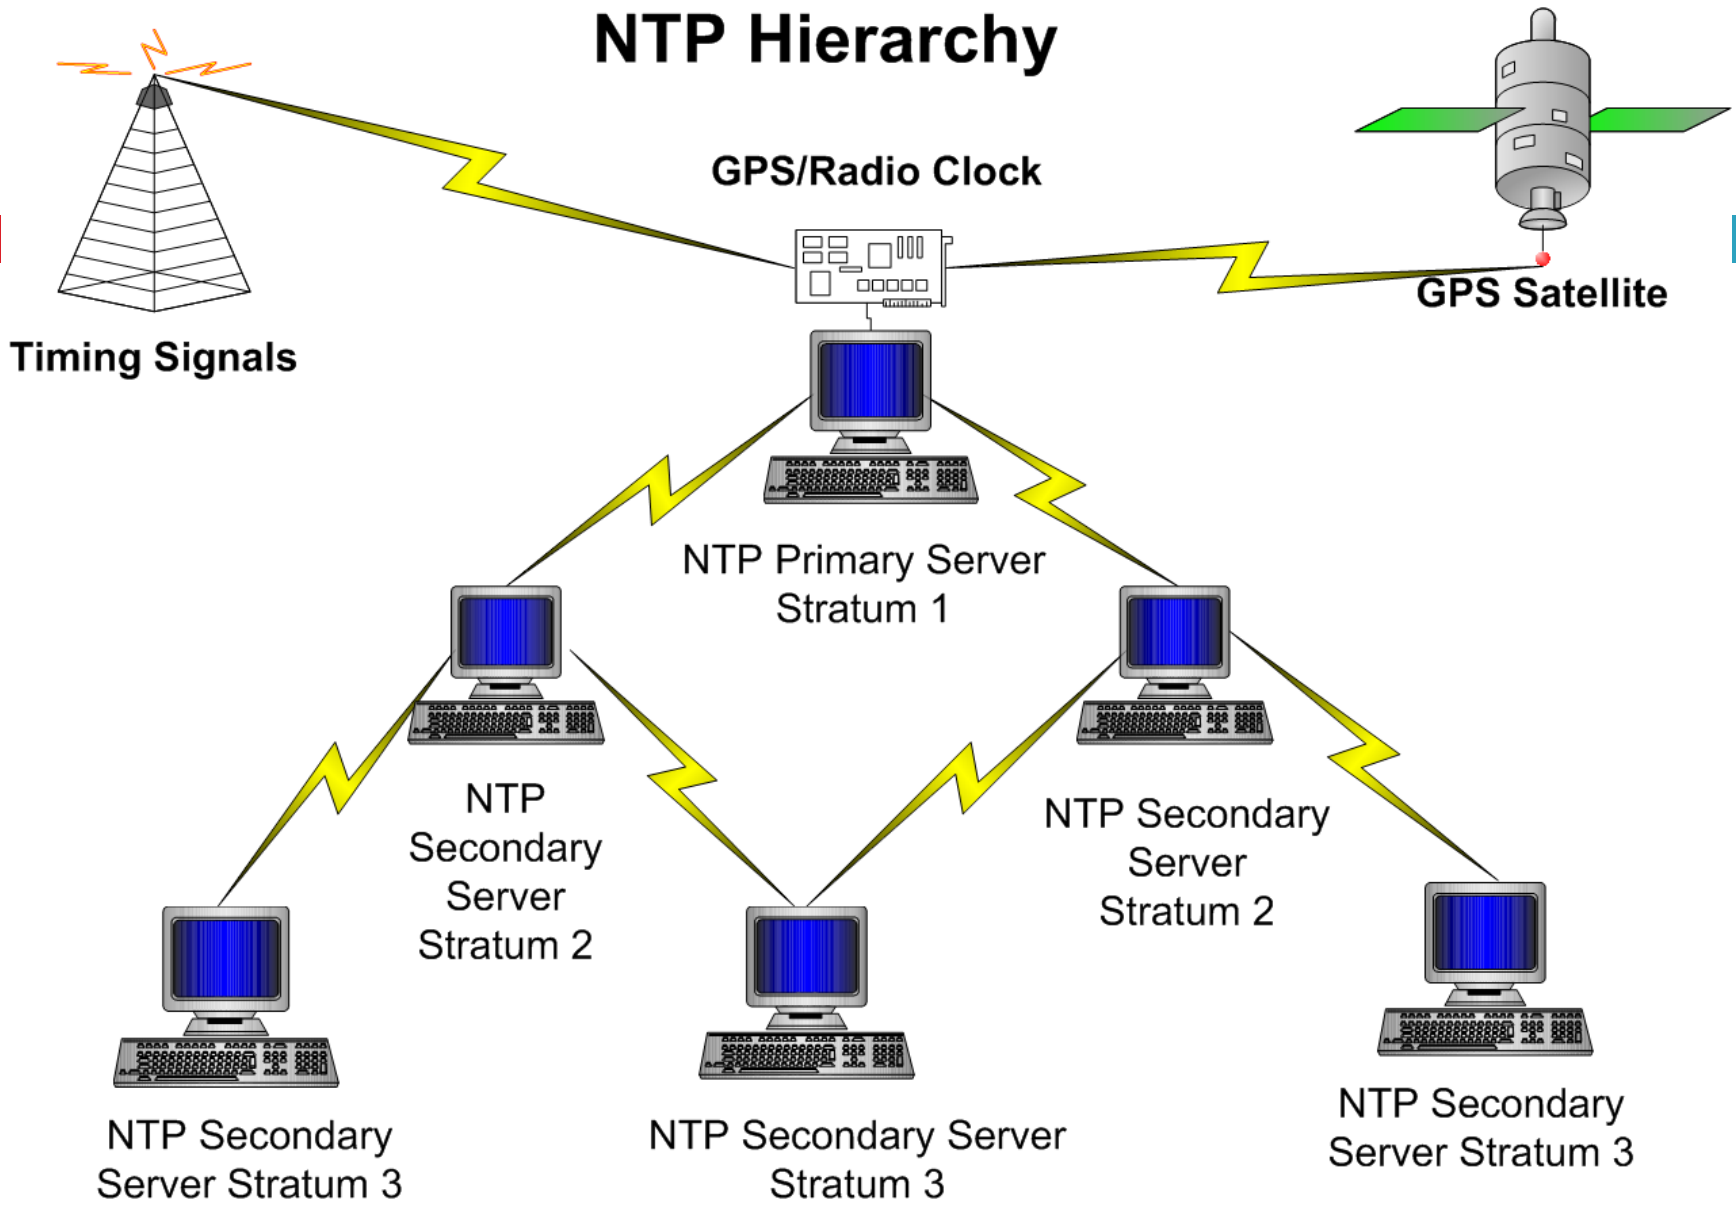 NTP Hierarchy
GPS/Radio Clock
GPS Satellite
Timing Signals
NTP Primary Server
Stratum 1
NTP
Secondary
Server
Stratum 2
NTP Secondary
Server
Stratum 2
NTP Secondary
Server Stratum 3
NTP Secondary Server
Stratum 3
NTP Secondary
Server Stratum 3